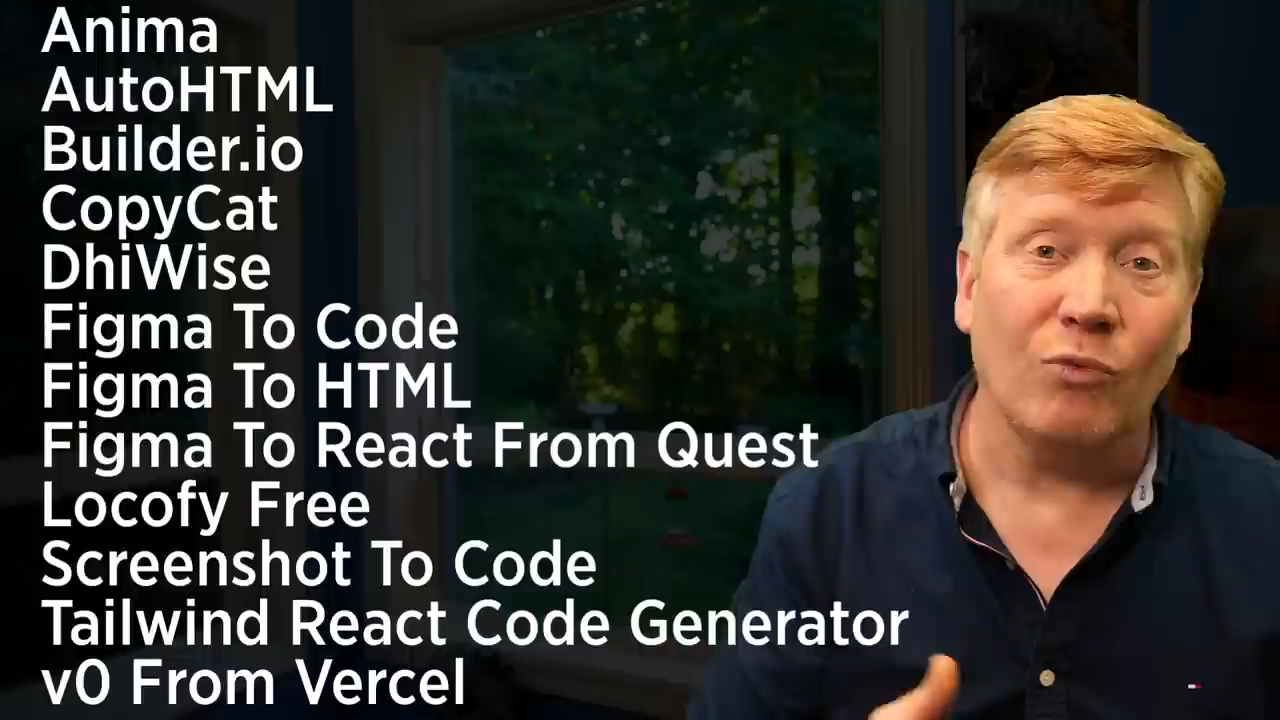 Anima
AutoHTML
Builder.io
CopyCat
DhiWise
Figma To Code
Figma To HTML
Figma To React From Quest
Locofy Free
Screenshot To Code
Tailwind React Code Generator
v0 From Vercel